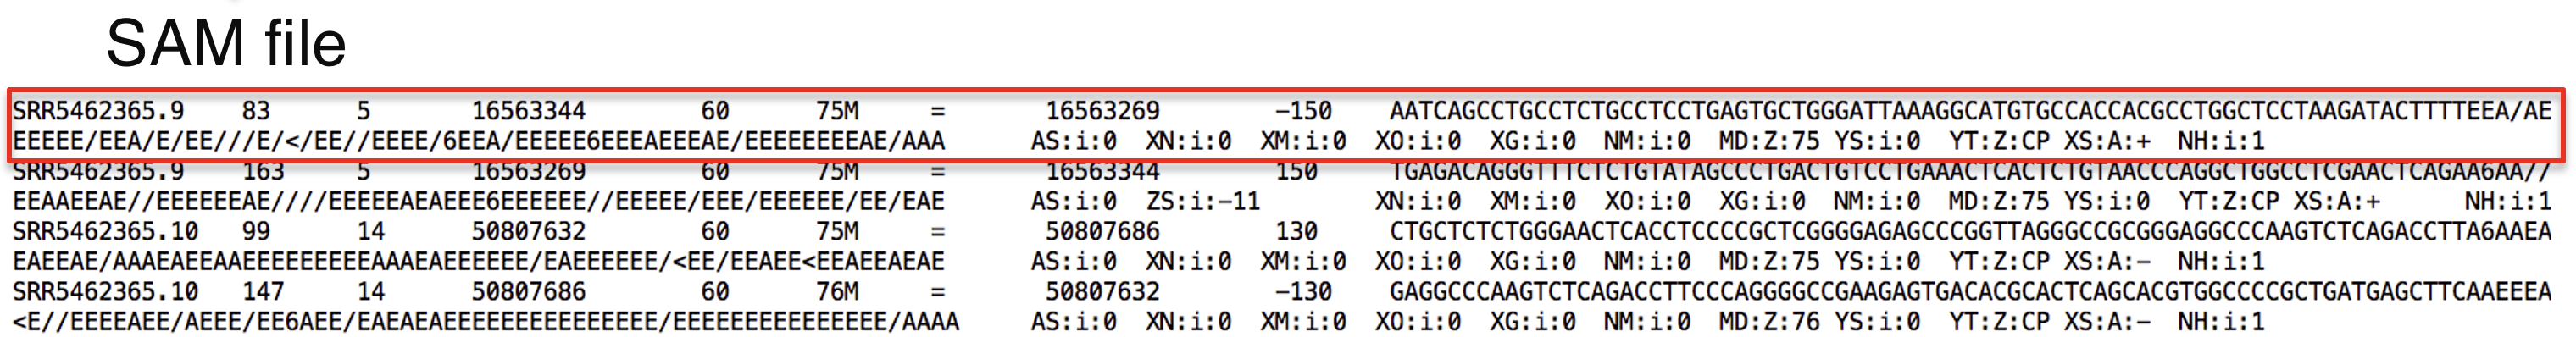 SAM file
SRR5462365.9 83 5 16563344 60 75M = 16563269 −150 AATCAGCCTGCCTCTGCCTCCTGAGTGCTGGGATTAAAGGCATGTGCCACCACGCCTGGCTCCTAAGATACTTTTEEA/AE
EEEEE/EEA/E/EE///E/</EE//EEEE/6EEA/EEEEE6EEEAEEEAE/EEEEEEEEAE/AAA AS:i:0 XN:i:0 XM:i:0 XO:i:0 XG:i:0 NM:i:0 MD:Z:75 YS:i:0 YT:Z:CP XS:A:+ NH:i:1
SRR5462365.9 163 5 16563269 60 75M = 16563344 150 TGAGACAGGGTTTCTCTGTATAGCCCTGACTGTCCTGAAACTCACTCTGTAACCCAGGCTGGCCTCGAACTCAGAA6AA//
EEAAEEAE//EEEEEEAE////EEEEEAEAEEE6EEEEEE//EEEEE/EEE/EEEEEE/EE/EAE AS:i:0 ZS:i:−11 XN:i:0 XM:i:0 XO:i:0 XG:i:0 NM:i:0 MD:Z:75 YS:i:0 YT:Z:CP XS:A:+ NH:i:1
SRR5462365.10 99 14 50807632 60 75M = 50807686 130 CTGCTCTCTGGGAACTCACCTCCCCGCTCGGGGAGAGCCCGGTTAGGGCCGCGGGAGGCCCAAGTCTCAGACCTTA6AAEA
EAEEAE/AAAEAEEAAEEEEEEEEEAAAEAEEEEEE/EAEEEEEE/<EE/EEAEE<EEAEEAEAE AS:i:0 XN:i:0 XM:i:0 XO:i:0 XG:i:0 NM:i:0 MD:Z:75 YS:i:0 YT:Z:CP XS:A:− NH:i:1
SRR5462365.10 147 14 50807686 60 76M = 50807632 −130 GAGGCCCAAGTCTCAGACCTTCCCAGGGGCCGAAGAGTGACACGCACTCAGCACGTGGCCCCGCTGATGAGCTTCAAEEEA
<E//EEEEAEE/AEEE/EE6AEE/EAEAEAEEEEEEEEEEEEEEE/EEEEEEEEEEEEEEE/AAAA AS:i:0 XN:i:0 XM:i:0 XO:i:0 XG:i:0 NM:i:0 MD:Z:76 YS:i:0 YT:Z:CP XS:A:− NH:i:1